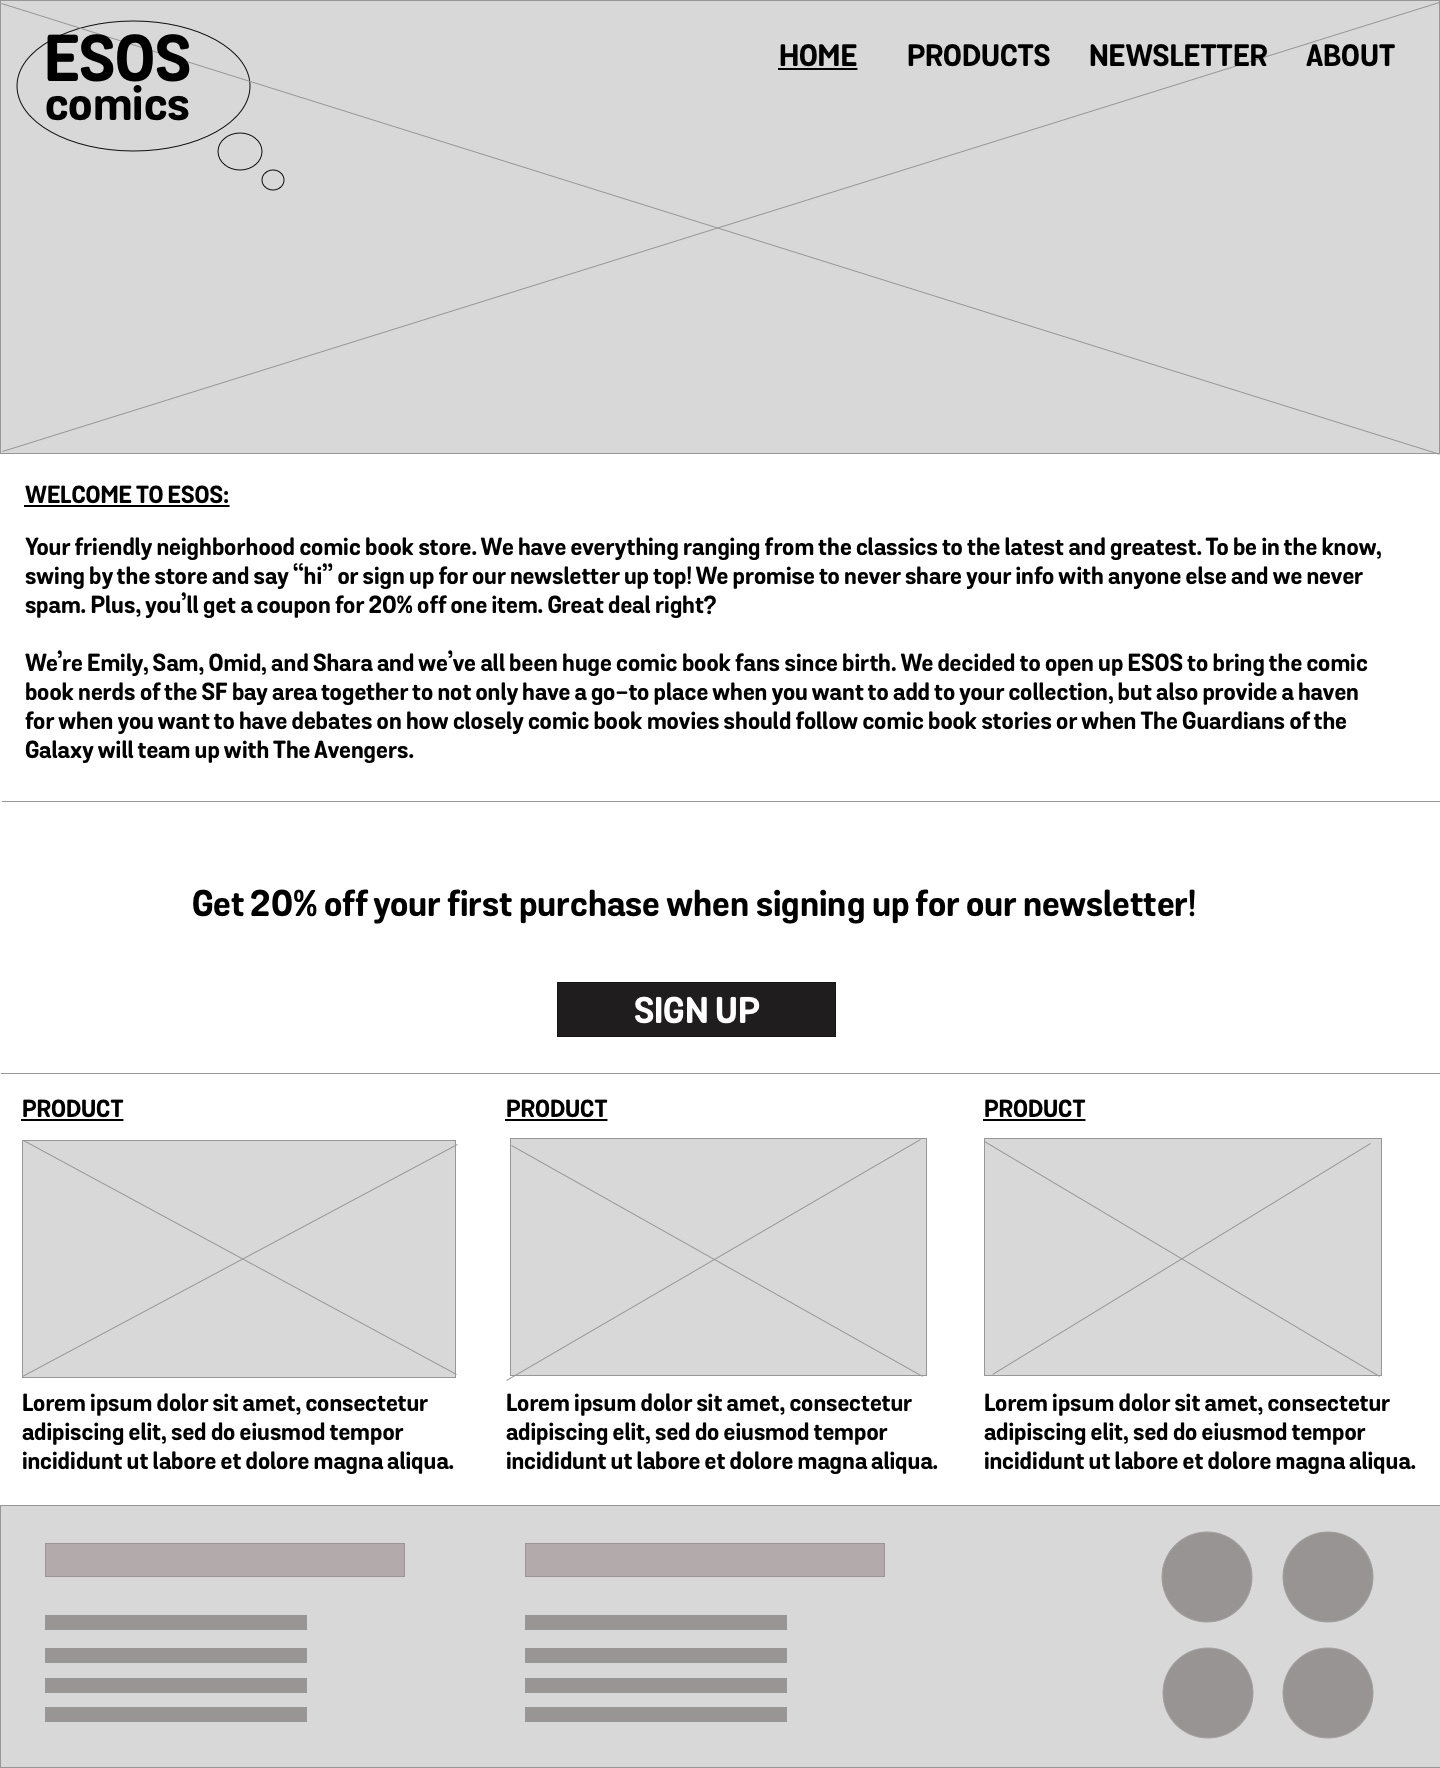 ESOS
comics
HOME PRODUCTS NEWSLETTER ABOUT
WELCOME TO ESOS:
Your friendly neighborhood comic book store. We have everything ranging from the classics to the latest and greatest. To be in the know,
swing by the store and say “hi” or sign up for our newsletter up top! We promise to never share your info with anyone else and we never
spam. Plus, you’ll get a coupon for 20% off one item. Great deal right?
We’re Emily, Sam, Omid, and Shara and we’ve all been huge comic book fans since birth. We decided to open up ESOS to bring the comic
book nerds of the SF bay area together to not only have a go-to place when you want to add to your collection, but also provide a haven
for when you want to have debates on how closely comic book movies should follow comic book stories or when The Guardians of the
Galaxy will team up with The Avengers.
Get 20% off your first purchase when signing up for our newsletter!
SIGN UP
PRODUCT
Lorem ipsum dolor sit amet, consectetur
adipiscing elit, sed do eiusmod tempor
incididunt ut labore et dolore magna aliqua.
PRODUCT
Lorem ipsum dolor sit amet, consectetur
adipiscing elit, sed do eiusmod tempor
incididunt ut labore et dolore magna aliqua.
PRODUCT
Lorem ipsum dolor sit amet, consectetur
adipiscing elit, sed do eiusmod tempor
incididunt ut labore et dolore magna aliqua.